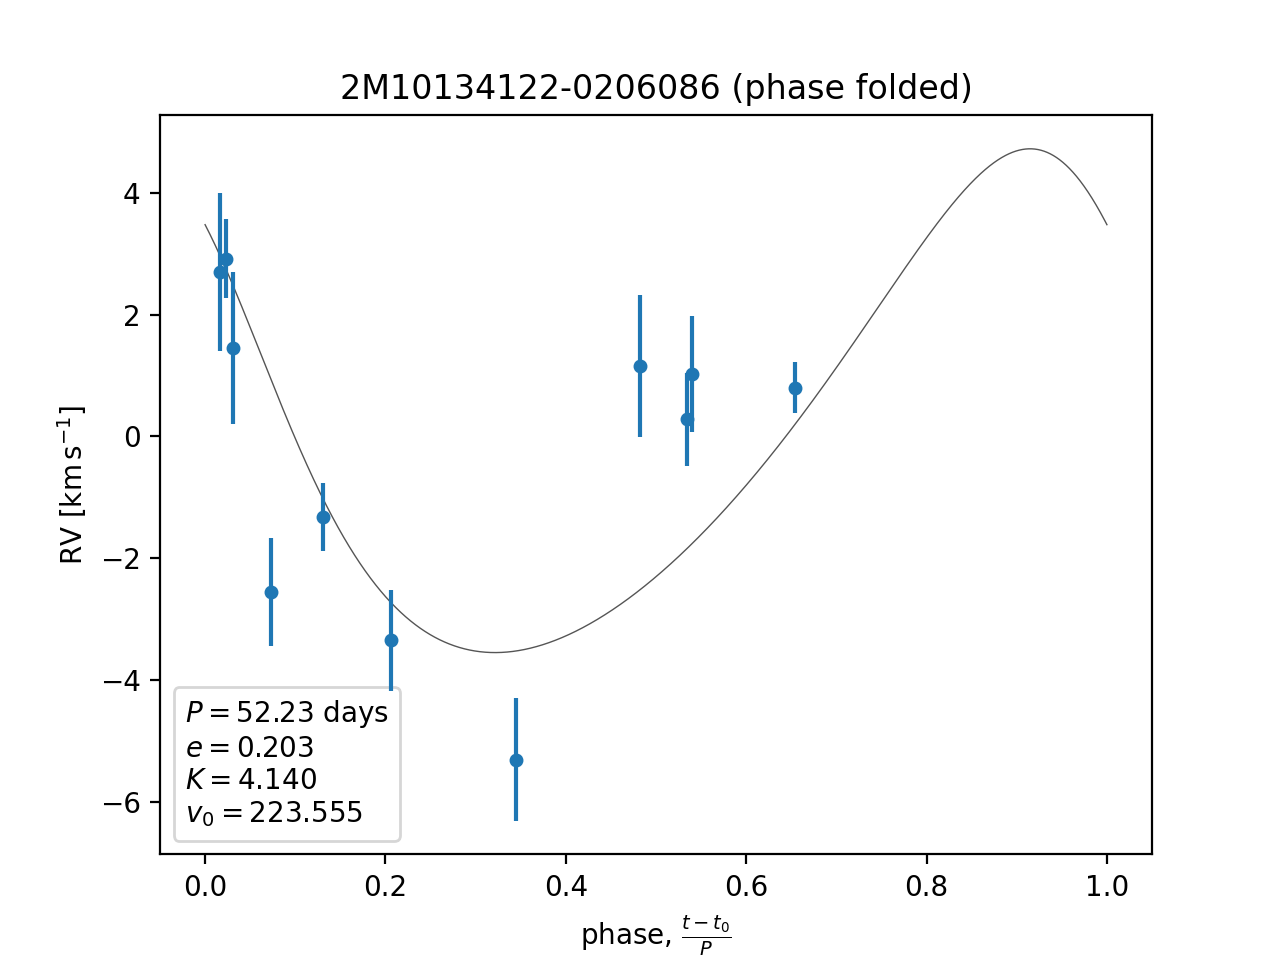 2M10134122-0206086 (phase folded)
RV [km s⁻¹]
4
2
0
−2
−4
−6
P = 52.23 days
e = 0.203
K = 4.140
v₀ = 223.555
0.0 0.2 0.4 0.6 0.8 1.0
phase, (t − t₀)/P